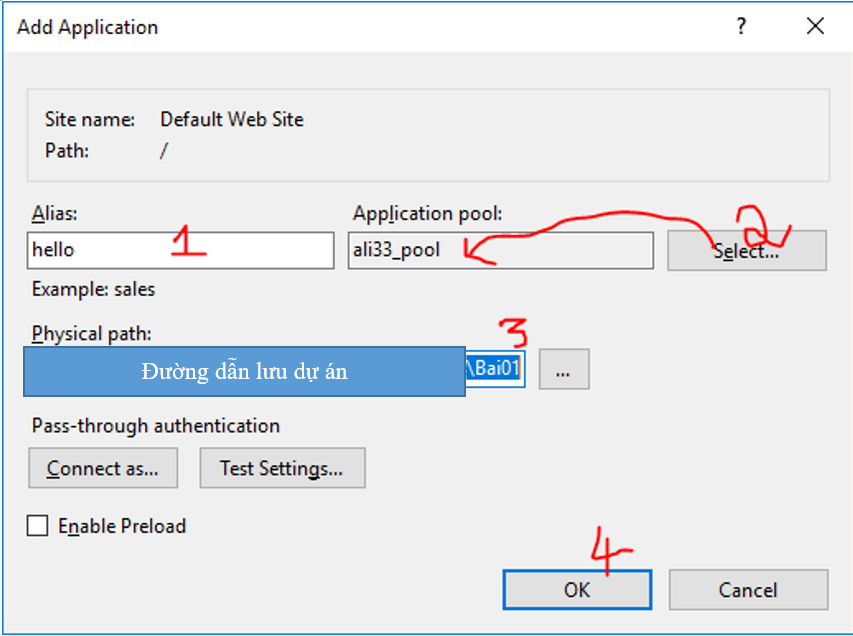 Add Application
?
Site name: Default Web Site
Path: /
Alias:
Application pool:
hello 1
ali33_pool
2
Select...
Example: sales
Physical path:
3
Đường dẫn lưu dự án
\Bai01
...
Pass-through authentication
Connect as...
Test Settings...
Enable Preload
4
OK
Cancel